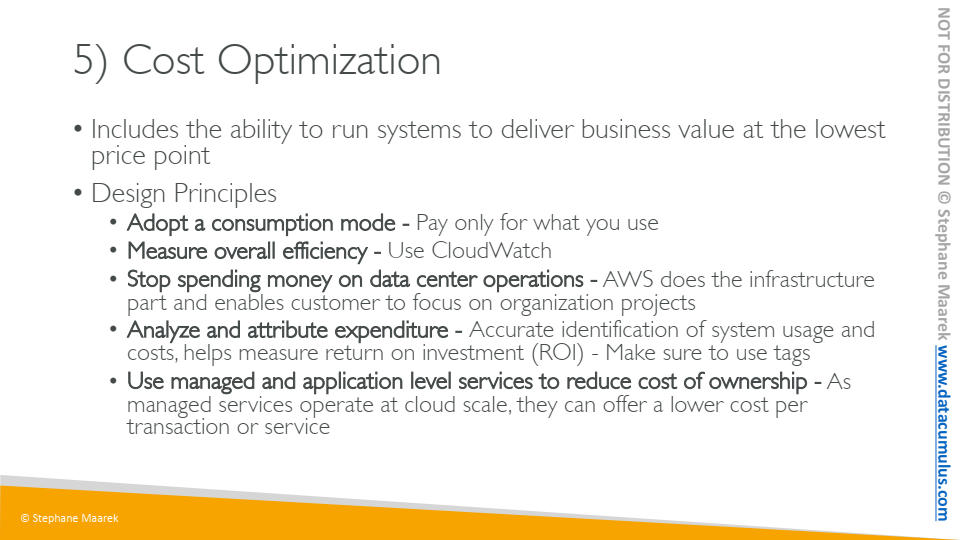 5) Cost Optimization
• Includes the ability to run systems to deliver business value at the lowest
price point
• Design Principles
• Adopt a consumption mode - Pay only for what you use
• Measure overall efficiency - Use CloudWatch
• Stop spending money on data center operations - AWS does the infrastructure
part and enables customer to focus on organization projects
• Analyze and attribute expenditure - Accurate identification of system usage and
costs, helps measure return on investment (ROI) - Make sure to use tags
• Use managed and application level services to reduce cost of ownership - As
managed services operate at cloud scale, they can offer a lower cost per
transaction or service
© Stephane Maarek
NOT FOR DISTRIBUTION © Stephane Maarek www.datacumulus.com